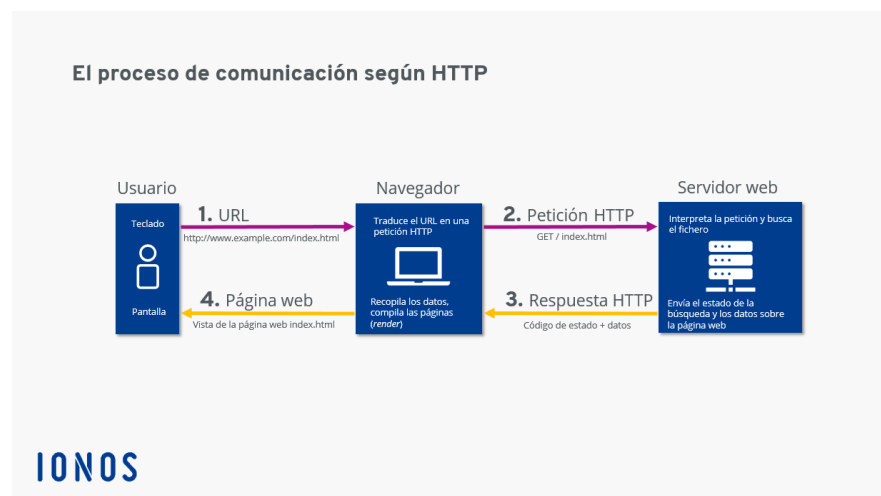 El proceso de comunicación según HTTP
Usuario
Navegador
Servidor web
Teclado
Pantalla
1. URL
http://www.example.com/index.html
4. Página web
Vista de la página web index.html
Traduce el URL en una
petición HTTP
Recopila los datos,
compila las páginas
(render)
2. Petición HTTP
GET / index.html
3. Respuesta HTTP
Código de estado + datos
Interpreta la petición y busca
el fichero
Envía el estado de la
búsqueda y los datos sobre
la página web
IONOS